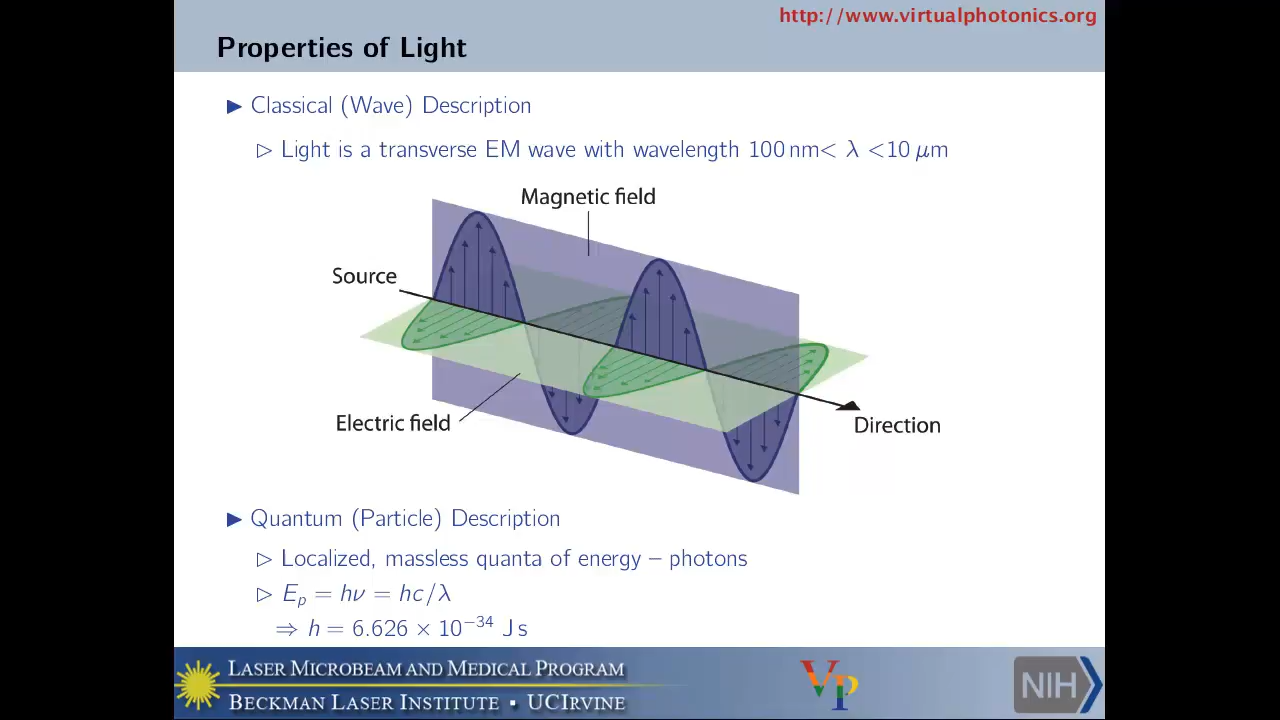 http://www.virtualphotonics.org
Properties of Light
▶ Classical (Wave) Description
▷ Light is a transverse EM wave with wavelength 100 nm< λ <10 μm
Magnetic field
Source
Electric field
Direction
▶ Quantum (Particle) Description
▷ Localized, massless quanta of energy – photons
▷ Eₚ = hν = hc/λ
⇒ h = 6.626 × 10⁻³⁴ J s
LASER MICROBEAM AND MEDICAL PROGRAM
BECKMAN LASER INSTITUTE ▪ UCIRVINE
VP
NIH